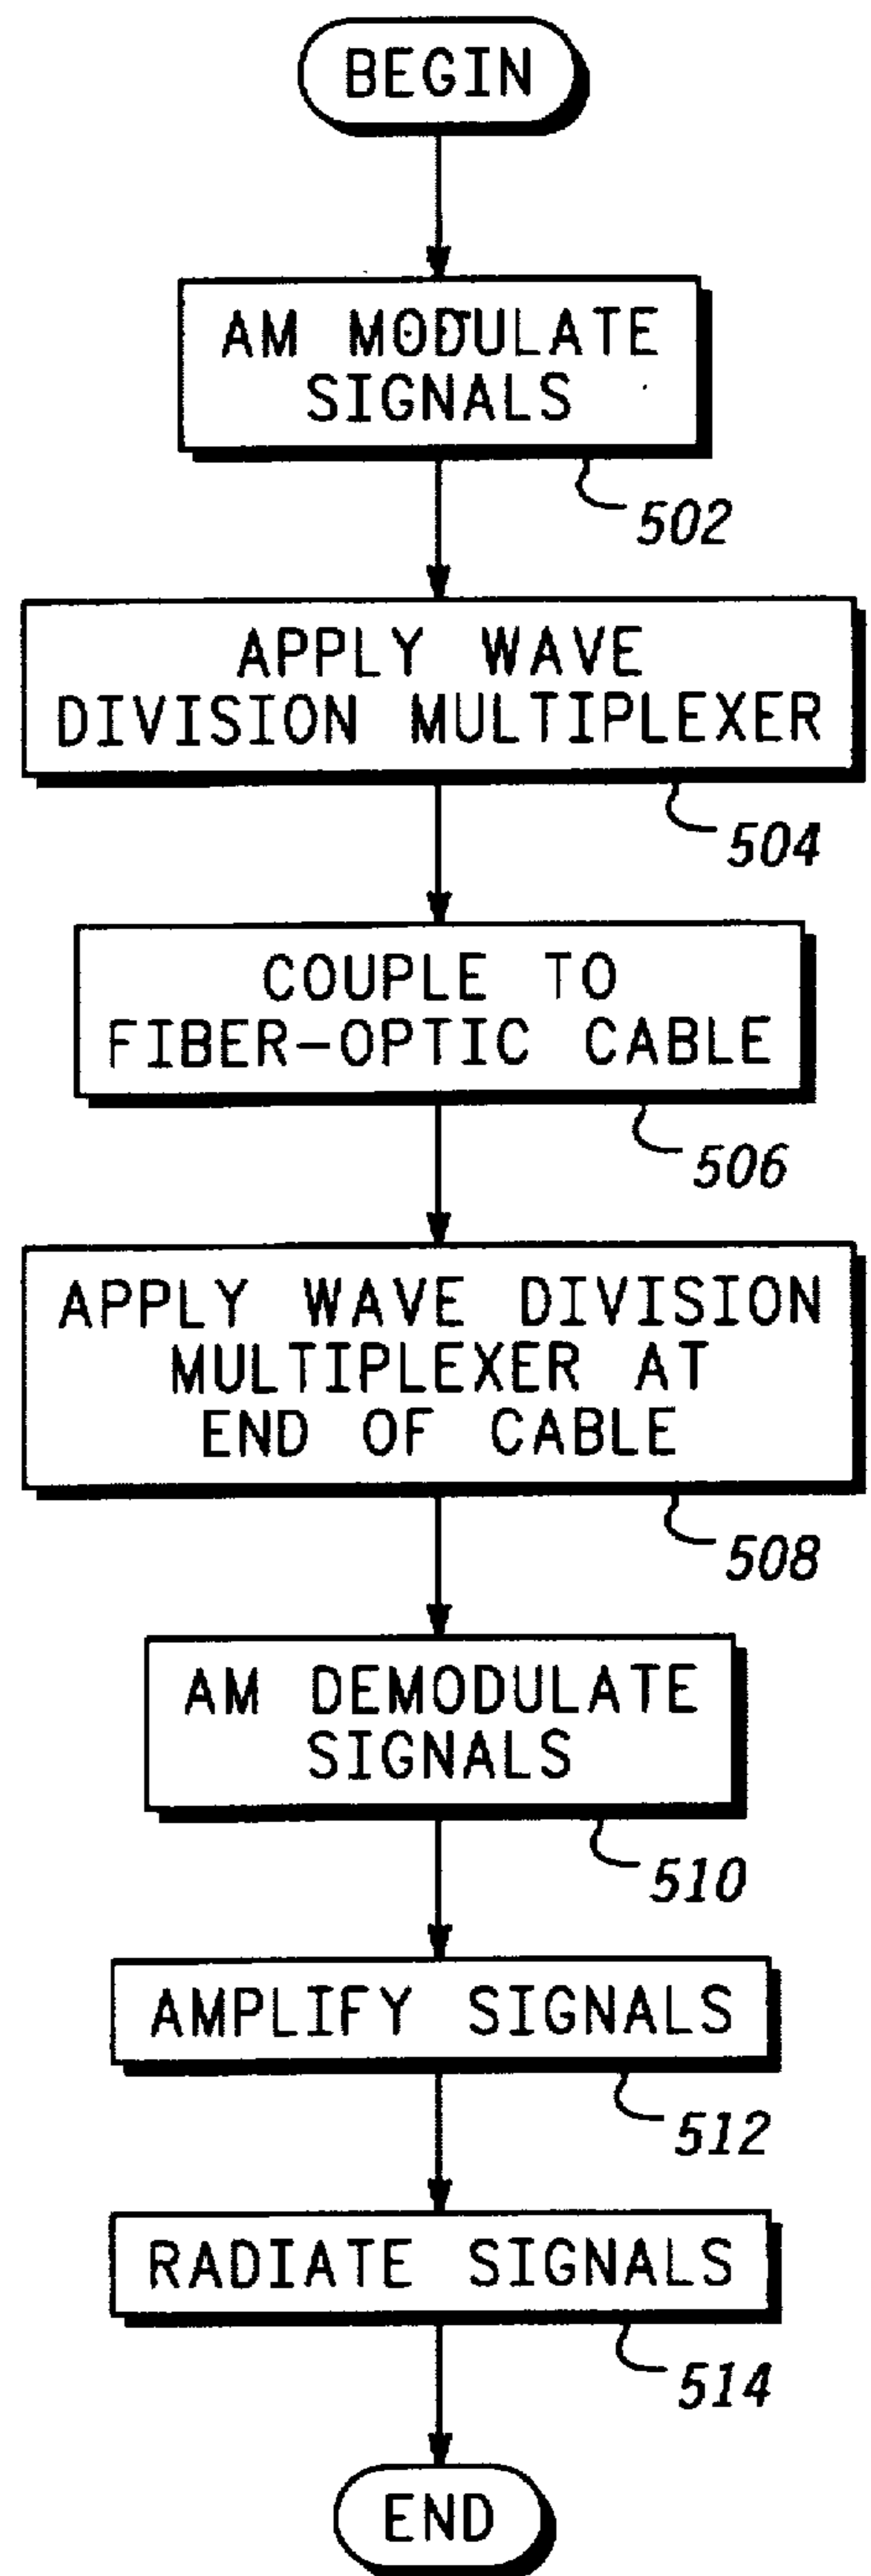 BEGIN
AM MODULATE
SIGNALS
502
APPLY WAVE
DIVISION MULTIPLEXER
504
COUPLE TO
FIBER-OPTIC CABLE
506
APPLY WAVE DIVISION
MULTIPLEXER AT
END OF CABLE
508
AM DEMODULATE
SIGNALS
510
AMPLIFY SIGNALS
512
RADIATE SIGNALS
514
END